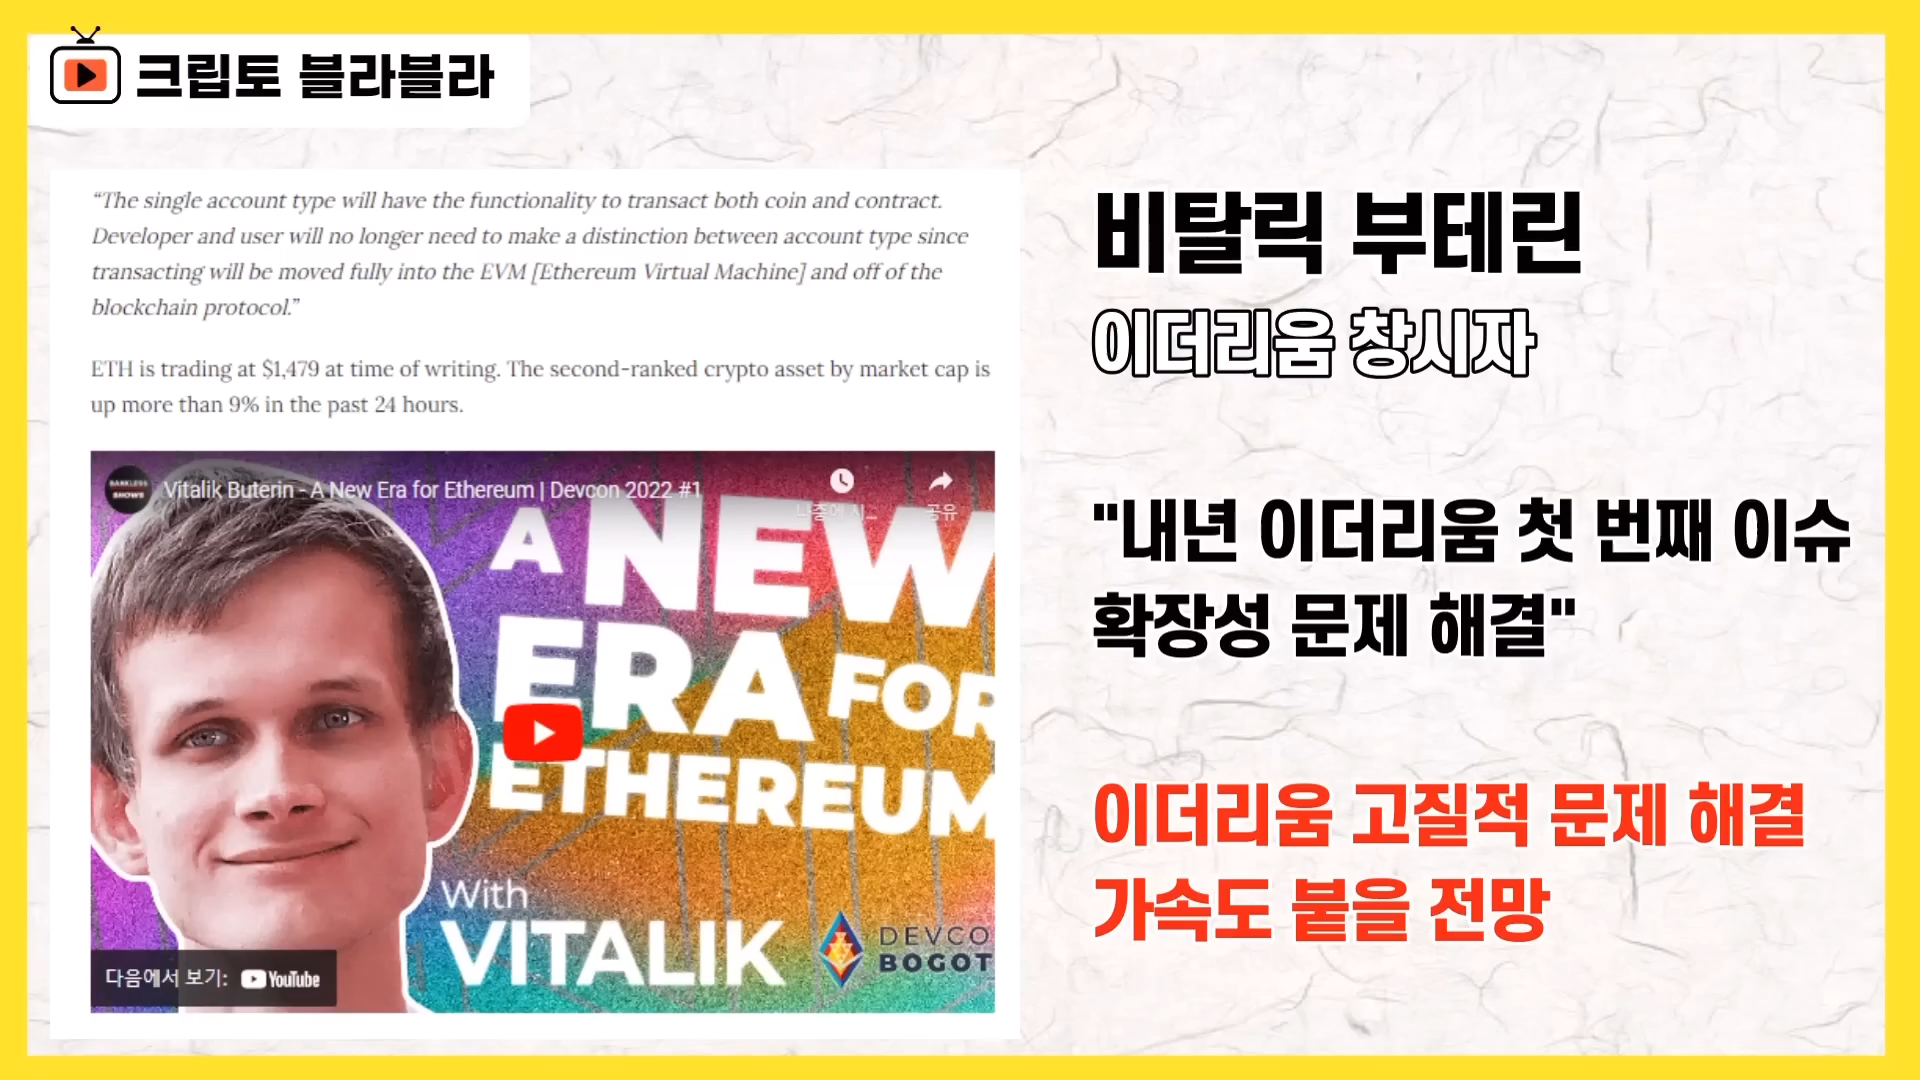 크립토 블라블라
“The single account type will have the functionality to transact both coin and contract.
Developer and user will no longer need to make a distinction between account type since
transacting will be moved fully into the EVM [Ethereum Virtual Machine] and off of the
blockchain protocol.”
ETH is trading at $1,479 at time of writing. The second-ranked crypto asset by market cap is
up more than 9% in the past 24 hours.
BANKLESS
SHOWS
Vitalik Buterin - A New Era for Ethereum | Devcon 2022 #1
나중에 시...
공유
A NEW
ERA FOR
ETHEREUM
With
VITALIK
DEVCO
BOGOT
다음에서 보기: YouTube
비탈릭 부테린
이더리움 창시자
"내년 이더리움 첫 번째 이슈
확장성 문제 해결"
이더리움 고질적 문제 해결
가속도 붙을 전망